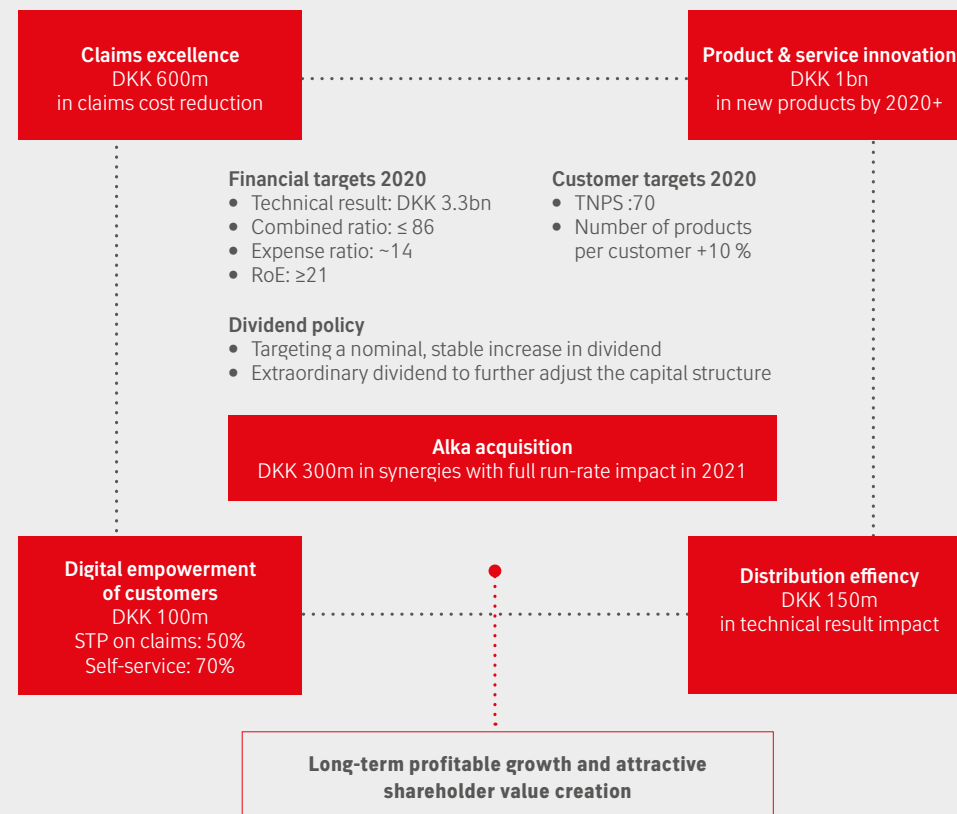 Claims excellence
DKK 600m
in claims cost reduction
Product & service innovation
DKK 1bn
in new products by 2020+
Financial targets 2020
• Technical result: DKK 3.3bn
• Combined ratio: ≤ 86
• Expense ratio: ~14
• RoE: ≥21
Customer targets 2020
• TNPS :70
• Number of products
per customer +10 %
Dividend policy
• Targeting a nominal, stable increase in dividend
• Extraordinary dividend to further adjust the capital structure
Alka acquisition
DKK 300m in synergies with full run-rate impact in 2021
Digital empowerment
of customers
DKK 100m
STP on claims: 50%
Self-service: 70%
Distribution effiency
DKK 150m
in technical result impact
Long-term profitable growth and attractive
shareholder value creation